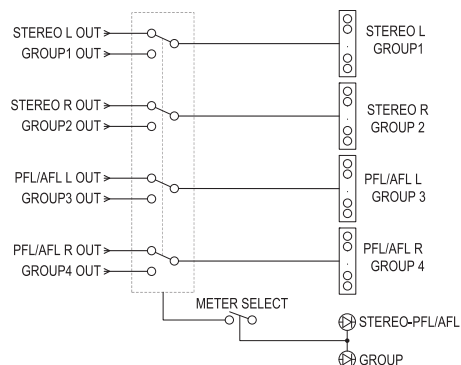 STEREO L OUT
GROUP1 OUT
STEREO L
GROUP1
STEREO R OUT
GROUP2 OUT
STEREO R
GROUP 2
PFL/AFL L OUT
GROUP3 OUT
PFL/AFL L
GROUP 3
PFL/AFL R OUT
GROUP4 OUT
PFL/AFL R
GROUP 4
METER SELECT
STEREO-PFL/AFL
GROUP